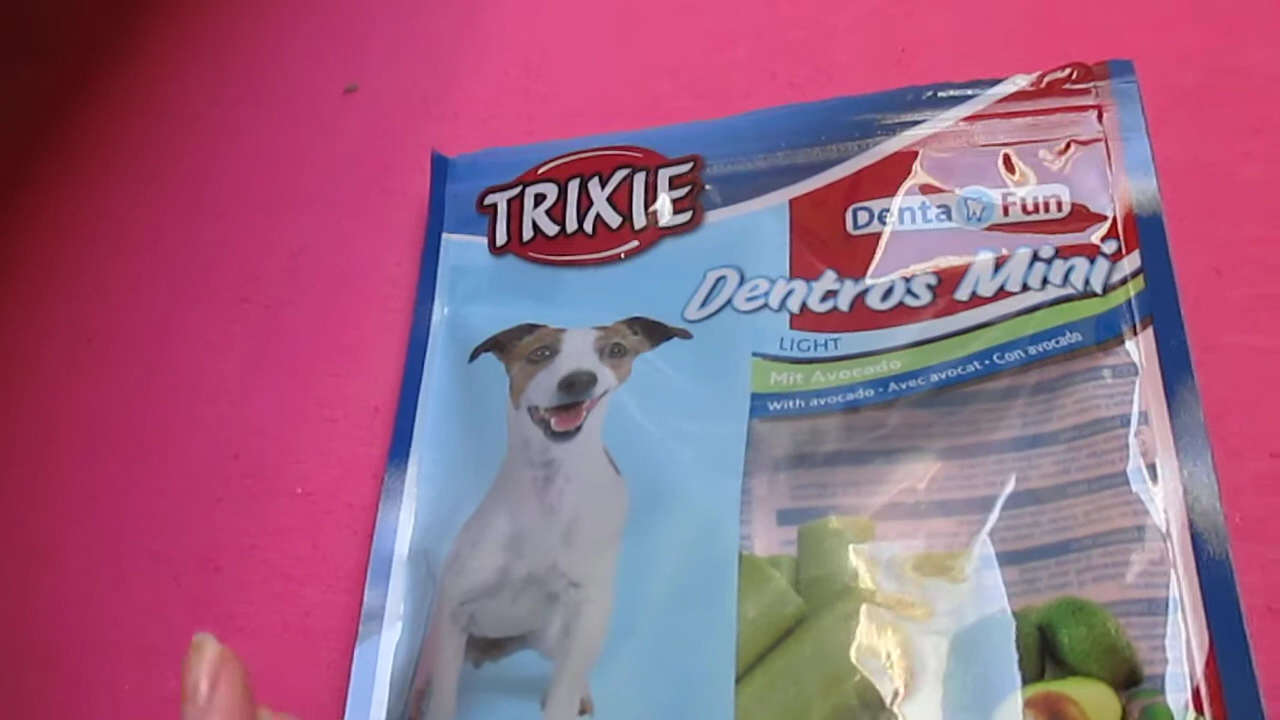 TRIXIE
Denta Fun
Dentros Mini
LIGHT
Mit Avocado
With avocado · Avec avocat · Con avocado